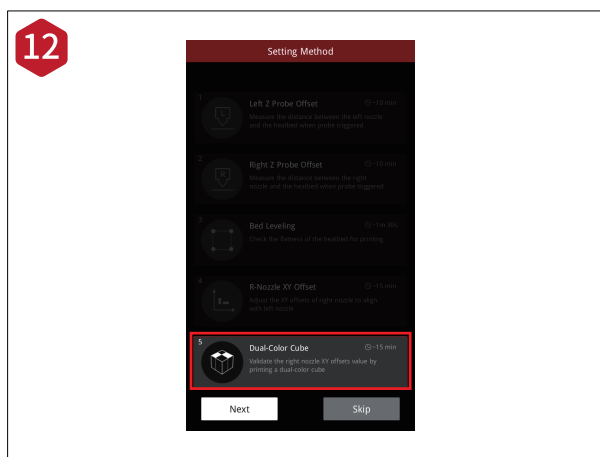 12
Setting Method
1
Left Z Probe Offset ~10 min
Measure the distance between the left nozzle
and the heatbed when probe triggered
2
Right Z Probe Offset ~10 min
Measure the distance between the right
nozzle and the heatbed when probe triggered
3
Bed Leveling ~1m 30s
Check the flatness of the heatbed for printing
4
R-Nozzle XY Offset ~15 min
Adjust the XY offsets of right nozzle to align
with left nozzle
5
Dual-Color Cube ~15 min
Validate the right nozzle XY offsets value by
printing a dual-color cube
Next Skip